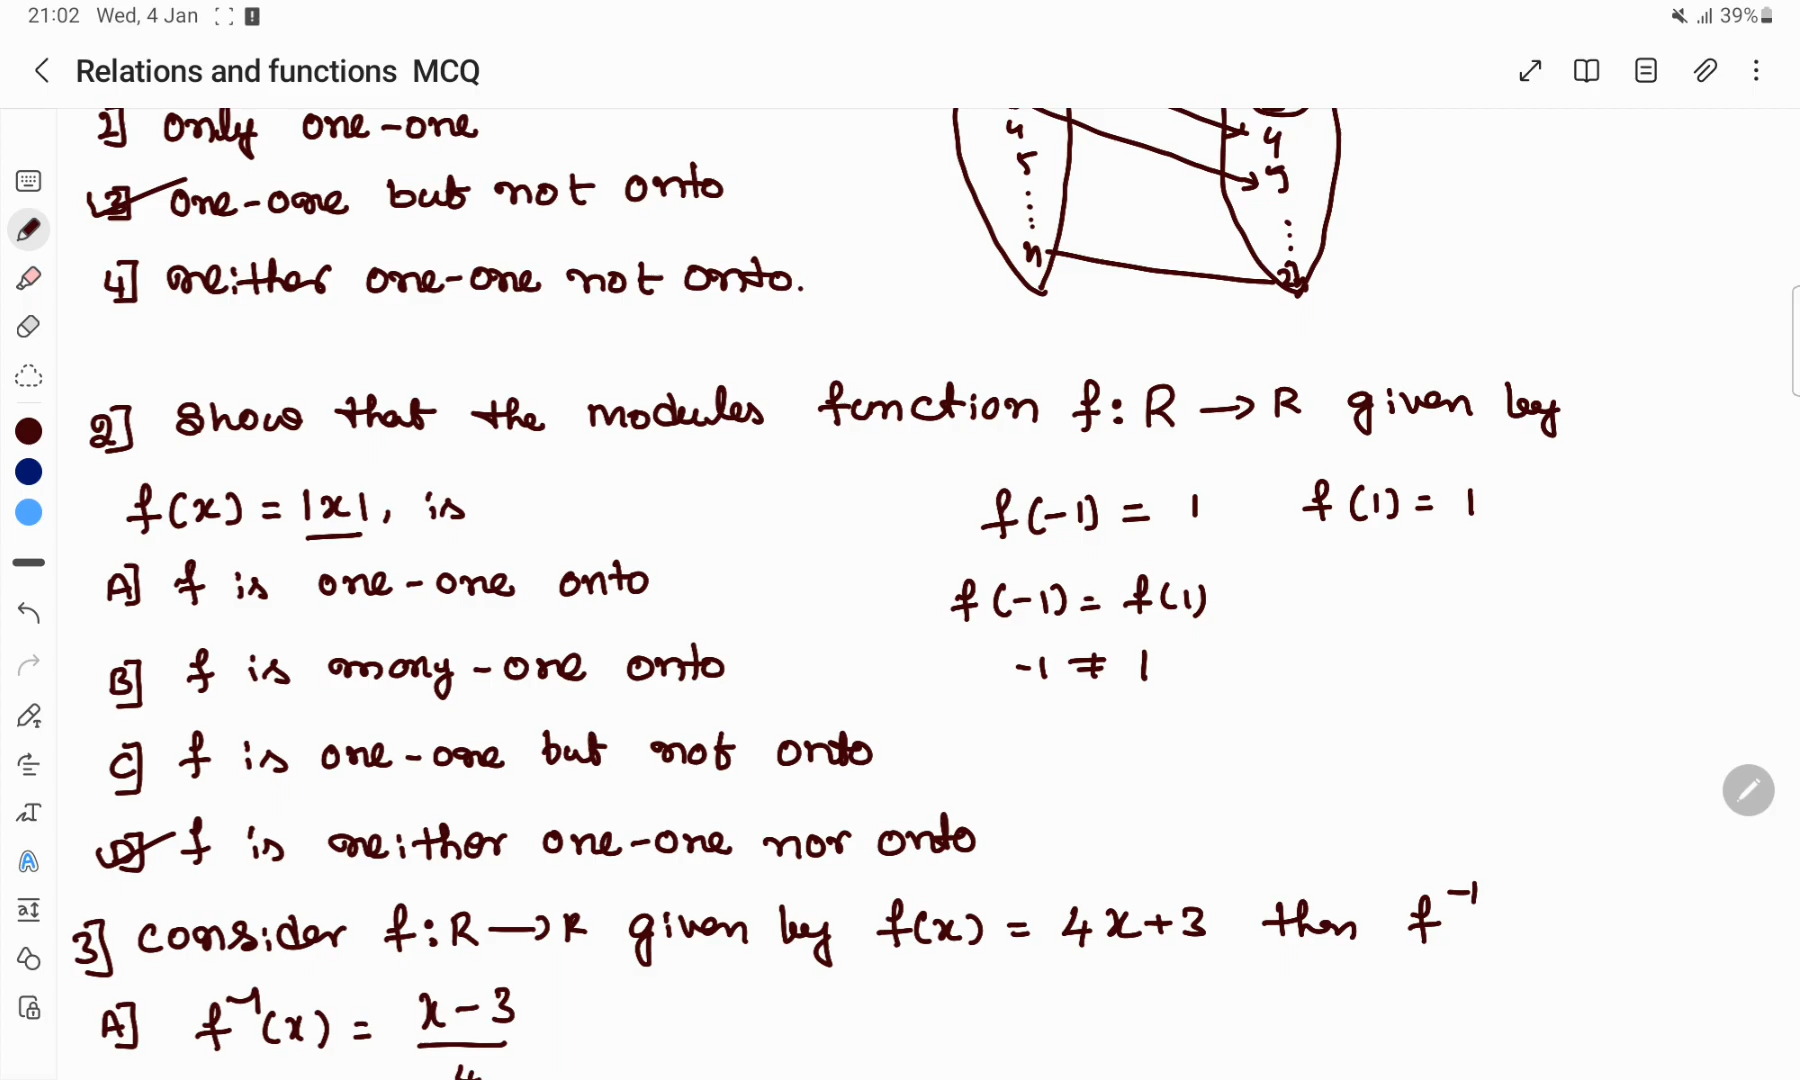 21:02 Wed, 4 Jan
39%
Relations and functions MCQ
2] only one-one
3] one-one but not onto
4] neither one-one not onto.
4
5
n
4
5
2] Show that the modules function f: R → R given by
f(x) = |x|, is
f(-1) = 1 f(1) = 1
A] f is one-one onto
f(-1) = f(1)
B] f is many-one onto
-1 ≠ 1
C] f is one-one but not onto
D] f is neither one-one nor onto
3] consider f: R → R given by f(x) = 4x+3 then f⁻¹
A] f⁻¹(x) = x-3
4